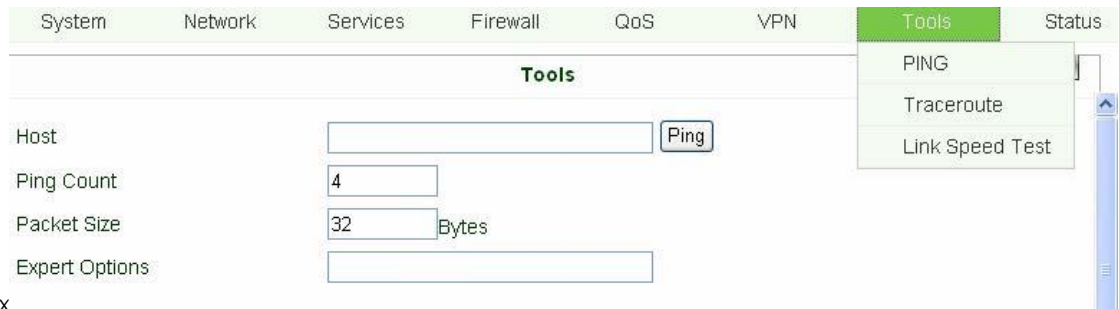 System Network Services Firewall QoS VPN Tools Status
PING
Tools
Traceroute
Host Ping
Link Speed Test
Ping Count 4
Packet Size 32 Bytes
Expert Options
x